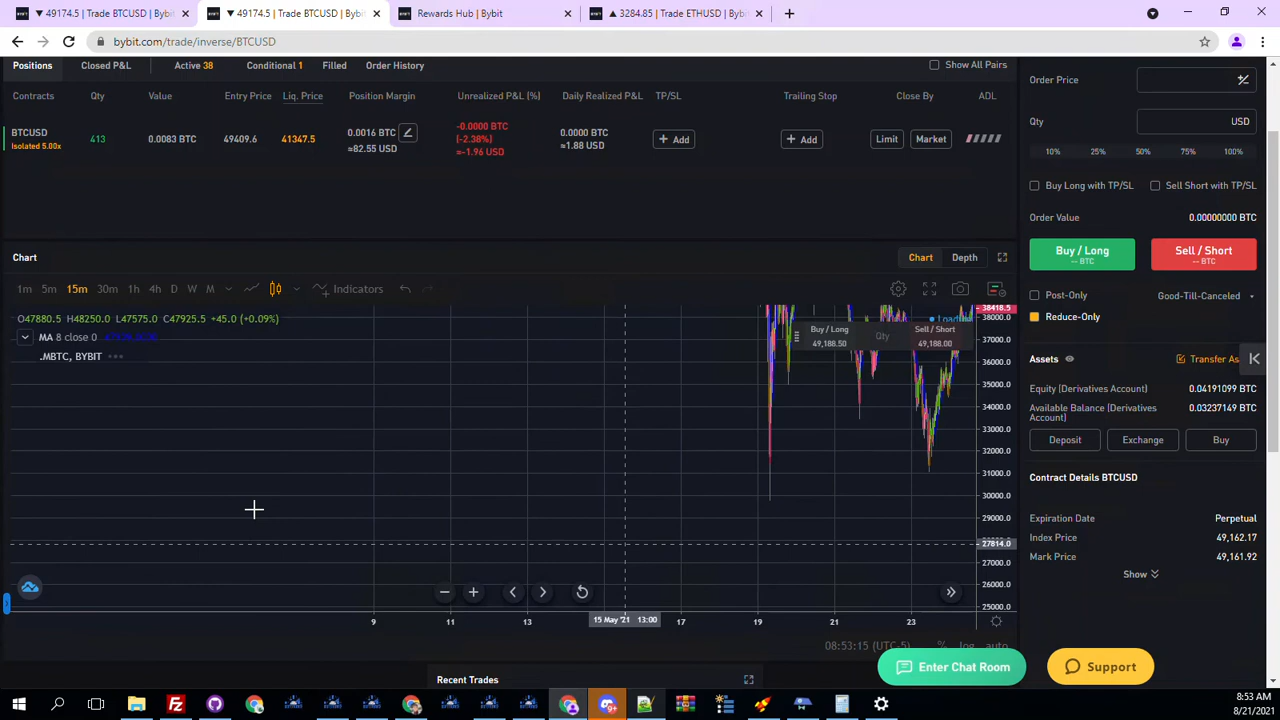 ▼ 49174.5 | Trade BTCUSD | Bybi
▼ 49174.5 | Trade BTCUSD | Bybi
Rewards Hub | Bybit
▲ 3288.85 | Trade ETHUSD | Bybi
bybit.com/trade/inverse/BTCUSD
Positions Closed P&L Active 38 Conditional 1 Filled Order History Show All Pairs
Contracts Qty Value Entry Price Liq. Price Position Margin Unrealized P&L (%) Daily Realized P&L TP/SL Trailing Stop Close By ADL
BTCUSD
Isolated 5.00x
413
0.0083 BTC
49409.6
41347.5
0.0016 BTC
≈82.55 USD
-0.0000 BTC
(-2.38%)
≈-1.96 USD
0.0000 BTC
≈1.88 USD
+ Add
+ Add
Limit
Market
Chart
Chart Depth
1m 5m 15m 30m 1h 4h D W M Indicators
O47880.5 H48250.0 L47575.0 C47925.5 +45.0 (+0.09%)
MA 8 close 0
.MBTC, BYBIT
Buy / Long
49,188.50
Qty
Sell / Short
49,188.00
38418.5
38000.0
37000.0
36000.0
35000.0
34000.0
33000.0
32000.0
31000.0
30000.0
29000.0
27814.0
27000.0
26000.0
25000.0
9 11 13 15 May '21 13:00 17 19 21 23
08:53:15 (UTC-5) % log auto
Recent Trades
Order Price
Qty USD
10% 25% 50% 75% 100%
Buy Long with TP/SL Sell Short with TP/SL
Order Value 0.00000000 BTC
Buy / Long
-- BTC
Sell / Short
-- BTC
Post-Only Good-Till-Canceled
Reduce-Only
Assets Transfer As
Equity (Derivatives Account) 0.04191099 BTC
Available Balance (Derivatives Account) 0.03237149 BTC
Deposit Exchange Buy
Contract Details BTCUSD
Expiration Date Perpetual
Index Price 49,162.17
Mark Price 49,161.92
Show
Enter Chat Room
Support
8:53 AM
8/21/2021